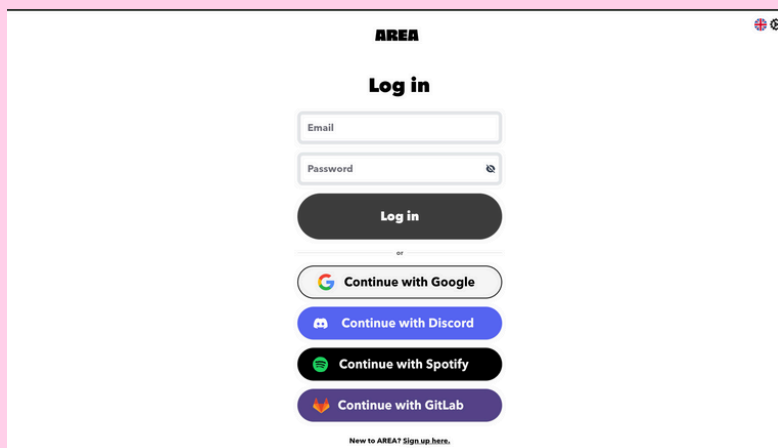 AREA
Log in
Email
Password
Log in
or
Continue with Google
Continue with Discord
Continue with Spotify
Continue with GitLab
New to AREA? Sign up here.